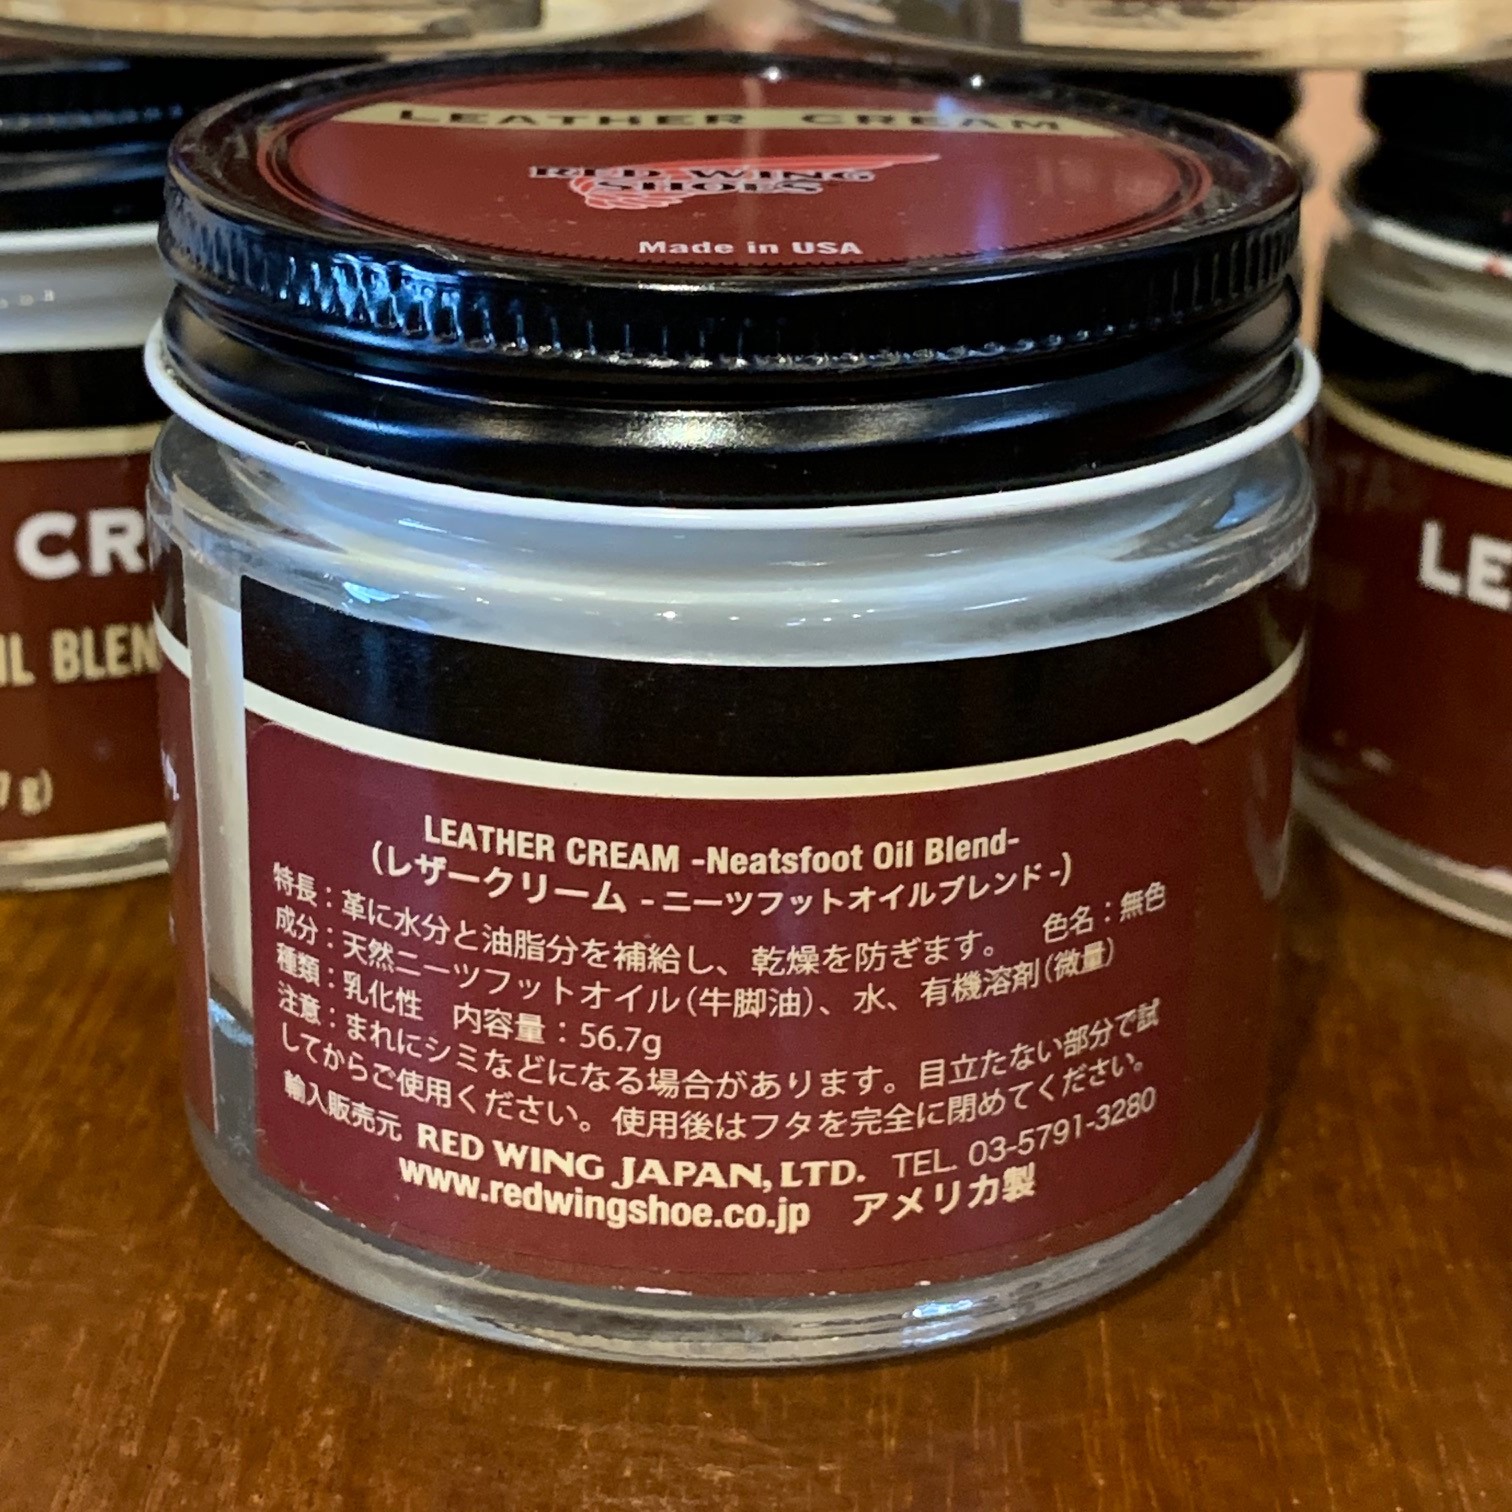 LEATHER CREAM
RED WING
SHOES
Made in USA
CR
IL BLEN
7 g)
LE
LEATHER CREAM -Neatsfoot Oil Blend-
(レザークリーム -ニーツフットオイルブレンド-)
特長：革に水分と油脂分を補給し、乾燥を防ぎます。 色名：無色
成分：天然ニーツフットオイル(牛脚油)、水、有機溶剤(微量)
種類：乳化性 内容量：56.7g
注意：まれにシミなどになる場合があります。目立たない部分で試
してからご使用ください。使用後はフタを完全に閉めてください。
輸入販売元 RED WING JAPAN, LTD. TEL. 03-5791-3280
www.redwingshoe.co.jp アメリカ製